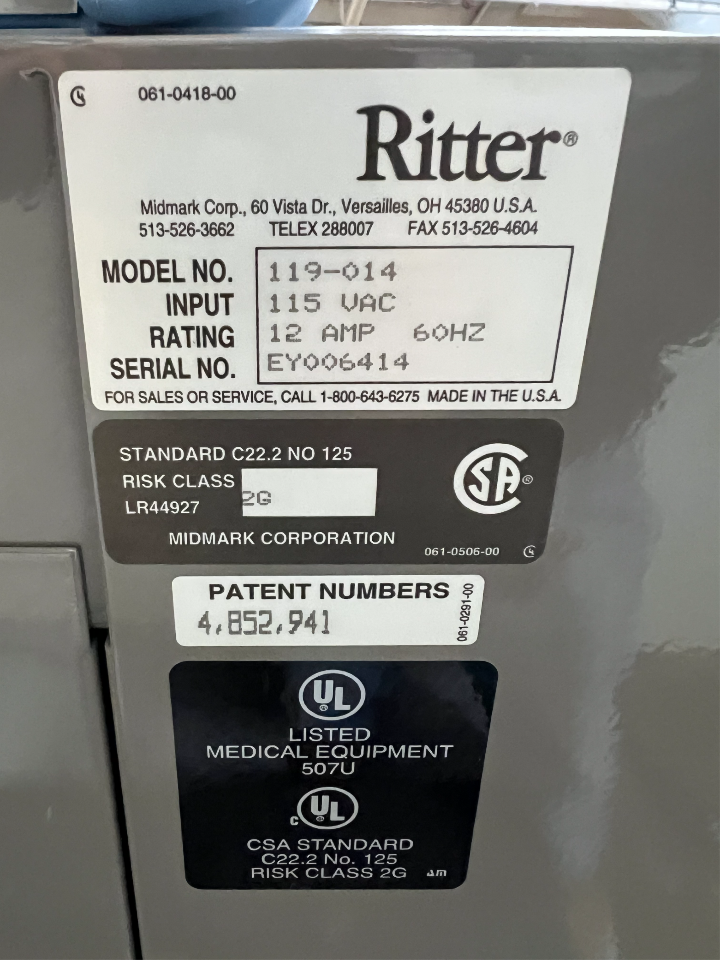 061-0418-00
Ritter®
Midmark Corp., 60 Vista Dr., Versailles, OH 45380 U.S.A.
513-526-3662 TELEX 288007 FAX 513-526-4604
MODEL NO. 119-014
INPUT 115 VAC
RATING 12 AMP 60HZ
SERIAL NO. EY006414
FOR SALES OR SERVICE, CALL 1-800-643-6275 MADE IN THE U.S.A.
STANDARD C22.2 NO 125
RISK CLASS 2G
LR44927
SA®
MIDMARK CORPORATION
061-0506-00
PATENT NUMBERS
4,852,941
061-0291-00
UL®
LISTED
MEDICAL EQUIPMENT
507U
C UL®
CSA STANDARD
C22.2 No. 125
RISK CLASS 2G